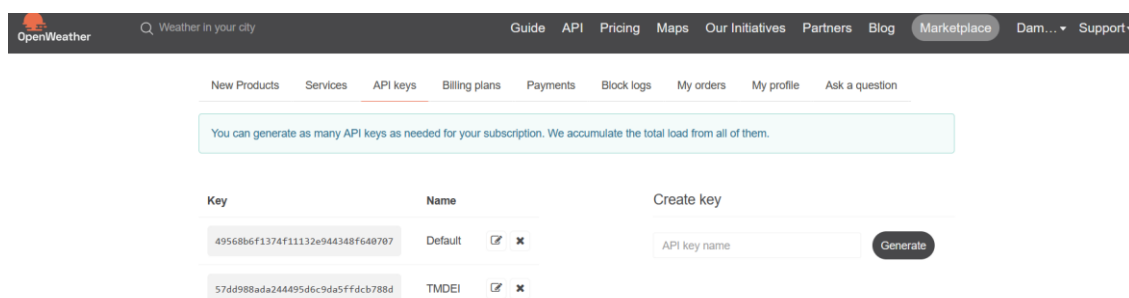 OpenWeather
Weather in your city
Guide API Pricing Maps Our Initiatives Partners Blog Marketplace Dam... Support
New Products Services API keys Billing plans Payments Block logs My orders My profile Ask a question
You can generate as many API keys as needed for your subscription. We accumulate the total load from all of them.
Key Name Create key
49568b6f1374f11132e944348f640707 Default API key name Generate
57dd988ada244495d6c9da5ffdcb788d TMDEI